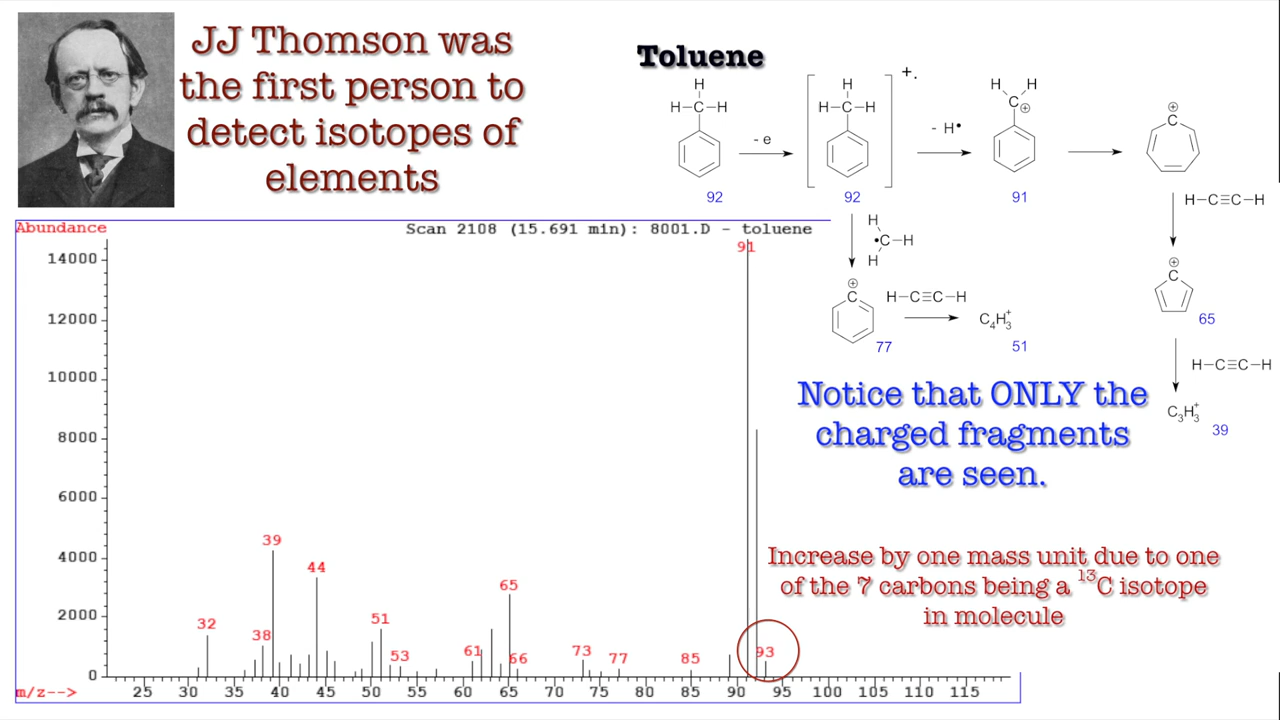 JJ Thomson was
the first person to
detect isotopes of
elements
Toluene
H
H-C-H
- e
H
H-C-H
+.
- H•
H H
C⊕
⊕
C
92
92
91
H-C≡C-H
H
•C-H
H
⊕
C
77
H-C≡C-H
C₄H₃⁺
51
⊕
C
65
H-C≡C-H
C₃H₃⁺
39
Abundance
Scan 2108 (15.691 min): 8001.D - toluene
91
14000
12000
10000
8000
6000
4000
2000
0
32
38
39
44
51
53
61
65
66
73
77
85
93
m/z-->
25 30 35 40 45 50 55 60 65 70 75 80 85 90 95 100 105 110 115
Notice that ONLY the
charged fragments
are seen.
Increase by one mass unit due to one
of the 7 carbons being a ¹³C isotope
in molecule